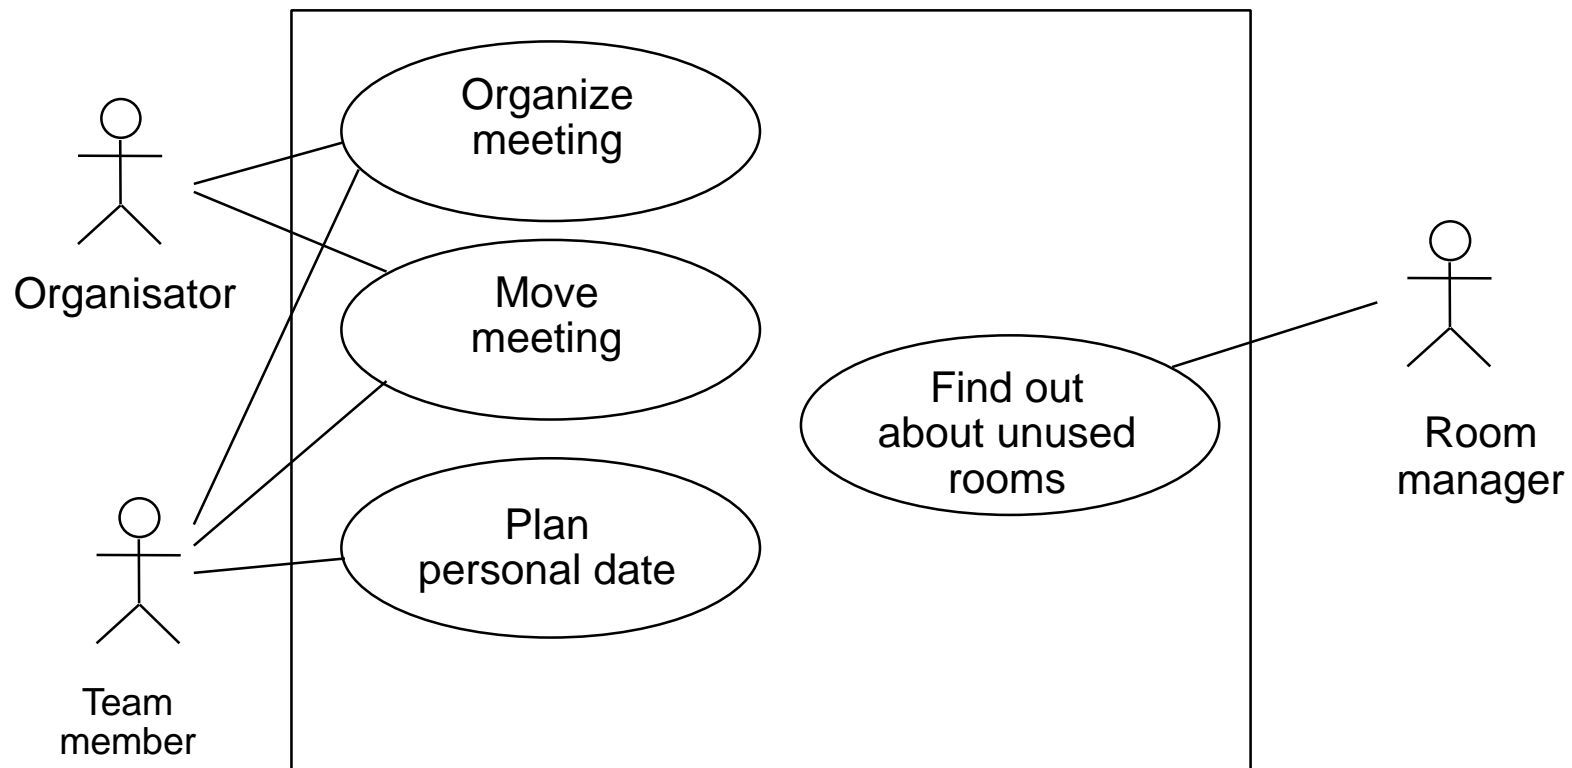 Organize
meeting
Organisator
Move
meeting
Find out
about unused
rooms
Room
manager
Plan
personal date
Team
member